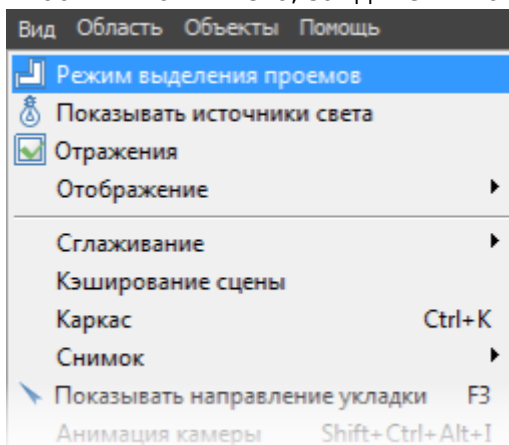 Вид Область Объекты Помощь
Режим выделения проемов
Показывать источники света
Отражения
Отображение
Сглаживание
Кэширование сцены
Каркас Ctrl+K
Снимок
Показывать направление укладки F3
Анимация камеры Shift+Ctrl+Alt+I